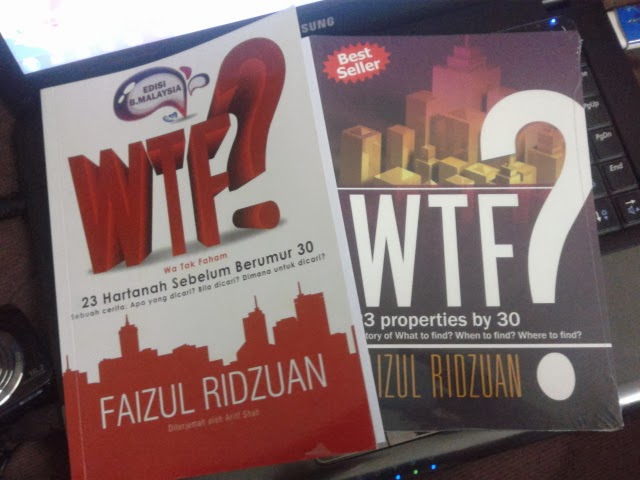 SUNG
EDISI
B.MALAYSIA
WTF?
Wa Tak Faham
23 Hartanah Sebelum Berumur 30
Sebuah cerita: Apa yang dicari? Bila dicari? Dimana untuk dicari?
FAIZUL RIDZUAN
Diterjemah oleh Ariff Shah
Best
Seller
WTF?
3 properties by 30
tory of What to find? When to find? Where to find?
IZUL RIDZUAN
PgUp
PgDn
End